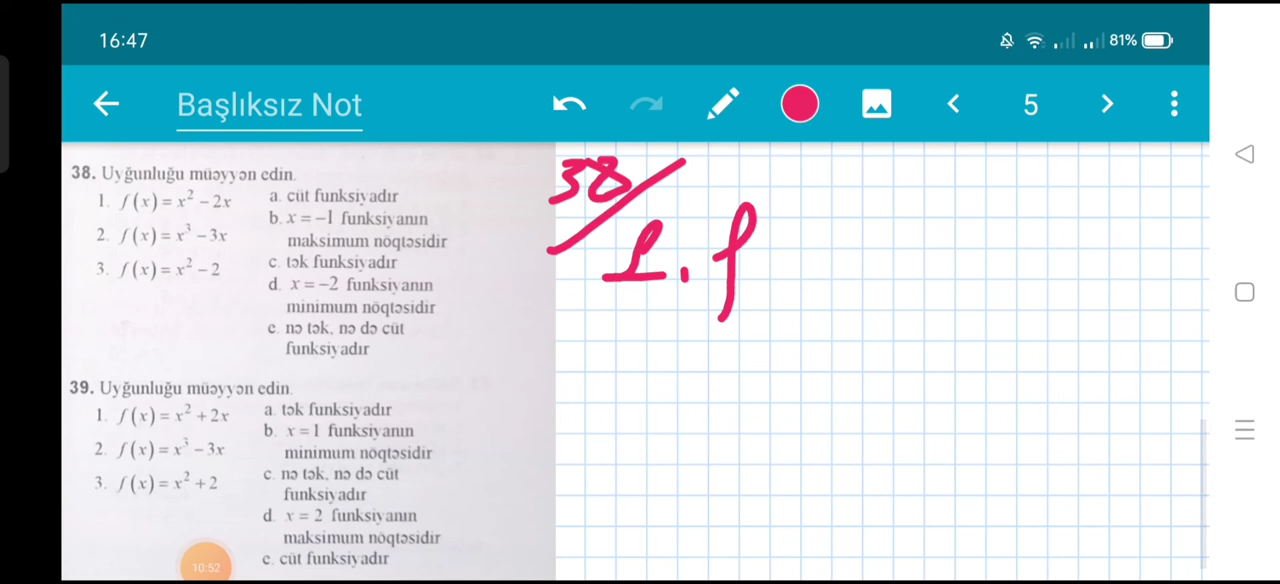 16:47
81%
Başlıksız Not
5
38. Uyğunluğu müəyyən edin.
1. f(x) = x² − 2x
2. f(x) = x³ − 3x
3. f(x) = x² − 2
a. cüt funksiyadır
b. x = −1 funksiyanın
maksimum nöqtəsidir
c. tək funksiyadır
d. x = −2 funksiyanın
minimum nöqtəsidir
e. nə tək, nə də cüt
funksiyadır
39. Uyğunluğu müəyyən edin.
1. f(x) = x² + 2x
2. f(x) = x³ − 3x
3. f(x) = x² + 2
a. tək funksiyadır
b. x = 1 funksiyanın
minimum nöqtəsidir
c. nə tək, nə də cüt
funksiyadır
d. x = 2 funksiyanın
maksimum nöqtəsidir
e. cüt funksiyadır
10:52
38/
1. f